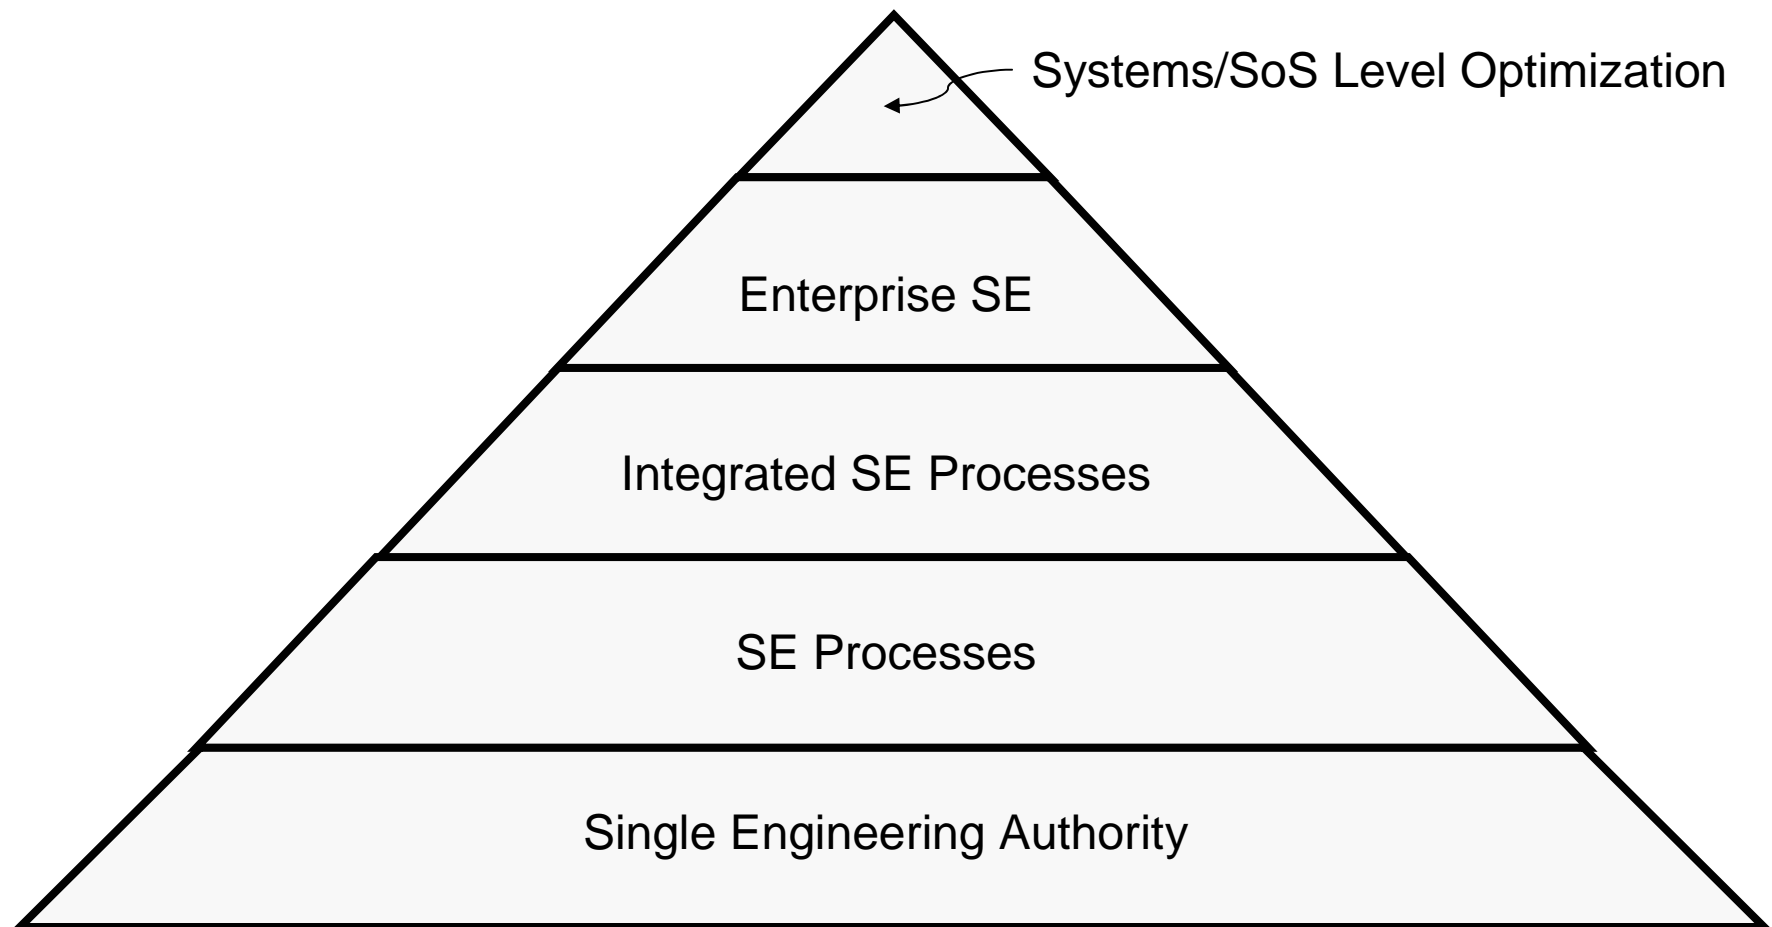 Systems/SoS Level Optimization
Enterprise SE
Integrated SE Processes
SE Processes
Single Engineering Authority